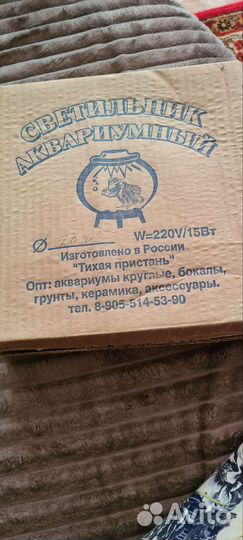 СВЕТИЛЬНИК
АКВАРИУМНЫЙ
Ø W=220V/15Вт
Изготовлено в России
"Тихая пристань"
Опт: аквариумы круглые, бокалы,
грунты, керамика, аксессуары.
тел. 8-905-514-53-90
Avito